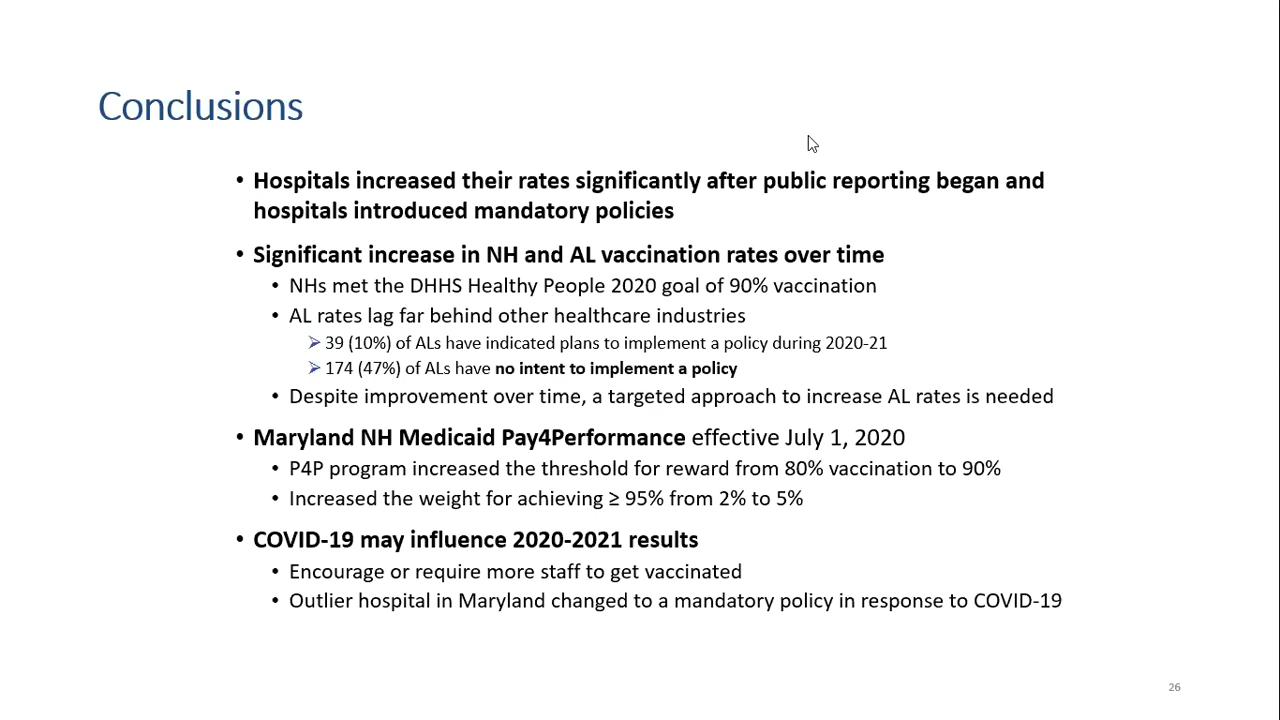 Conclusions
• Hospitals increased their rates significantly after public reporting began and
hospitals introduced mandatory policies
• Significant increase in NH and AL vaccination rates over time
• NHs met the DHHS Healthy People 2020 goal of 90% vaccination
• AL rates lag far behind other healthcare industries
➢ 39 (10%) of ALs have indicated plans to implement a policy during 2020-21
➢ 174 (47%) of ALs have no intent to implement a policy
• Despite improvement over time, a targeted approach to increase AL rates is needed
• Maryland NH Medicaid Pay4Performance effective July 1, 2020
• P4P program increased the threshold for reward from 80% vaccination to 90%
• Increased the weight for achieving ≥ 95% from 2% to 5%
• COVID-19 may influence 2020-2021 results
• Encourage or require more staff to get vaccinated
• Outlier hospital in Maryland changed to a mandatory policy in response to COVID-19
26